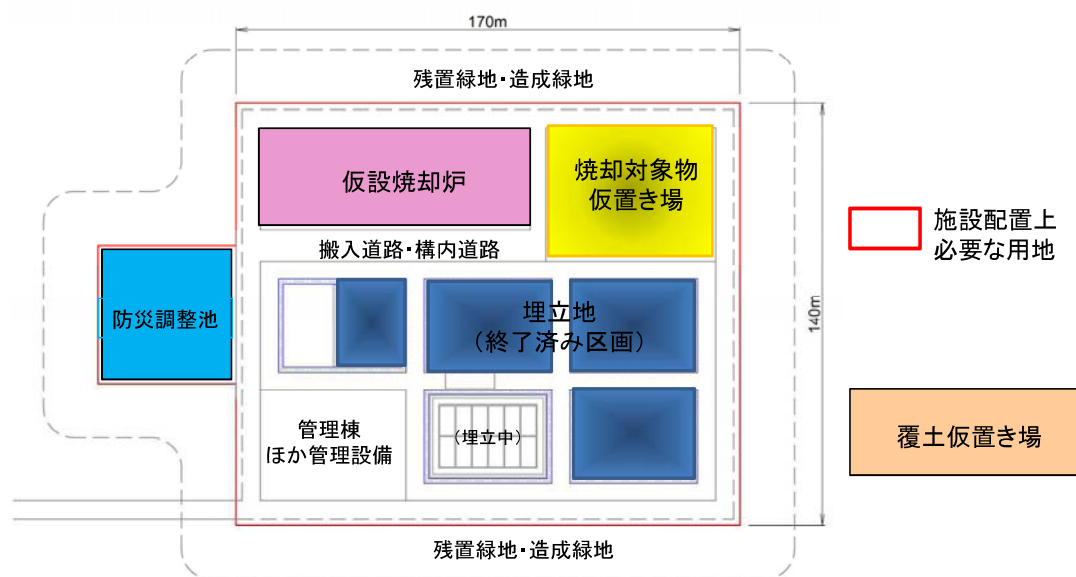 170m
残置緑地・造成緑地
仮設焼却炉
焼却対象物
仮置き場
施設配置上
必要な用地
搬入道路・構内道路
140m
防災調整池
埋立地
(終了済み区画)
管理棟
ほか管理設備
(埋立中)
覆土仮置き場
残置緑地・造成緑地